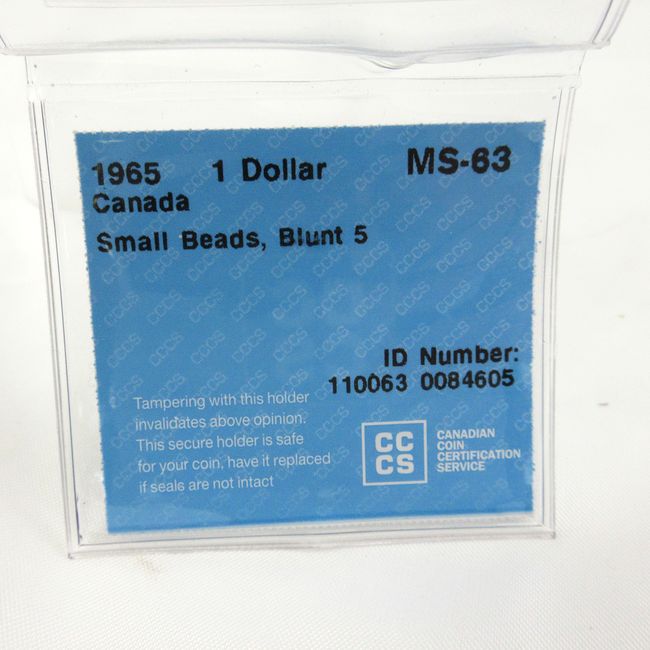 1965 1 Dollar MS-63
Canada
Small Beads, Blunt 5
ID Number:
110063 0084605
Tampering with this holder
invalidates above opinion.
This secure holder is safe
for your coin, have it replaced
if seals are not intact
CC
CS
CANADIAN
COIN
CERTIFICATION
SERVICE